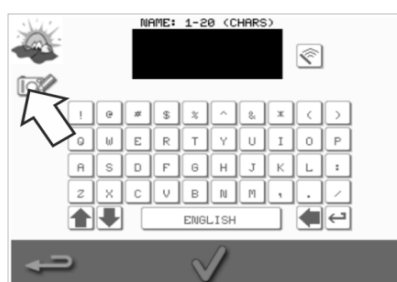 NAME: 1-20 (CHARS)
! @ # $ % ^ & * ( )
Q W E R T Y U I O P
A S D F G H J K L :
Z X C V B N M , . /
ENGLISH